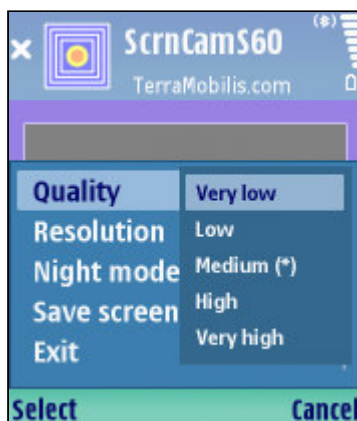 ScrnCamS60
TerraMobilis.com
Quality
Resolution
Night mode
Save screen
Exit
Very low
Low
Medium (*)
High
Very high
Select
Cancel